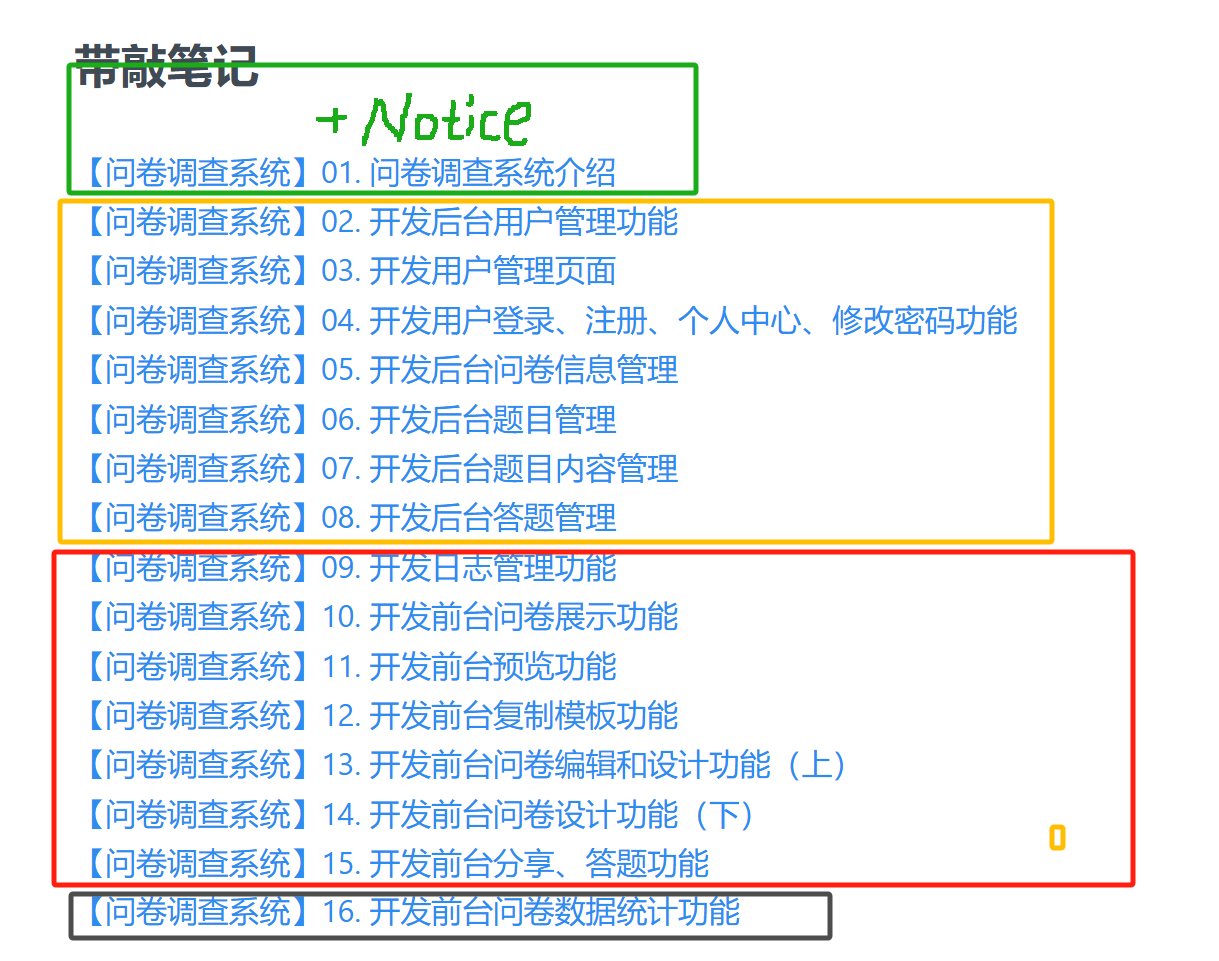 带敲笔记
+ Notice
【问卷调查系统】01. 问卷调查系统介绍
【问卷调查系统】02. 开发后台用户管理功能
【问卷调查系统】03. 开发用户管理页面
【问卷调查系统】04. 开发用户登录、注册、个人中心、修改密码功能
【问卷调查系统】05. 开发后台问卷信息管理
【问卷调查系统】06. 开发后台题目管理
【问卷调查系统】07. 开发后台题目内容管理
【问卷调查系统】08. 开发后台答题管理
【问卷调查系统】09. 开发日志管理功能
【问卷调查系统】10. 开发前台问卷展示功能
【问卷调查系统】11. 开发前台预览功能
【问卷调查系统】12. 开发前台复制模板功能
【问卷调查系统】13. 开发前台问卷编辑和设计功能（上）
【问卷调查系统】14. 开发前台问卷设计功能（下）
【问卷调查系统】15. 开发前台分享、答题功能
【问卷调查系统】16. 开发前台问卷数据统计功能